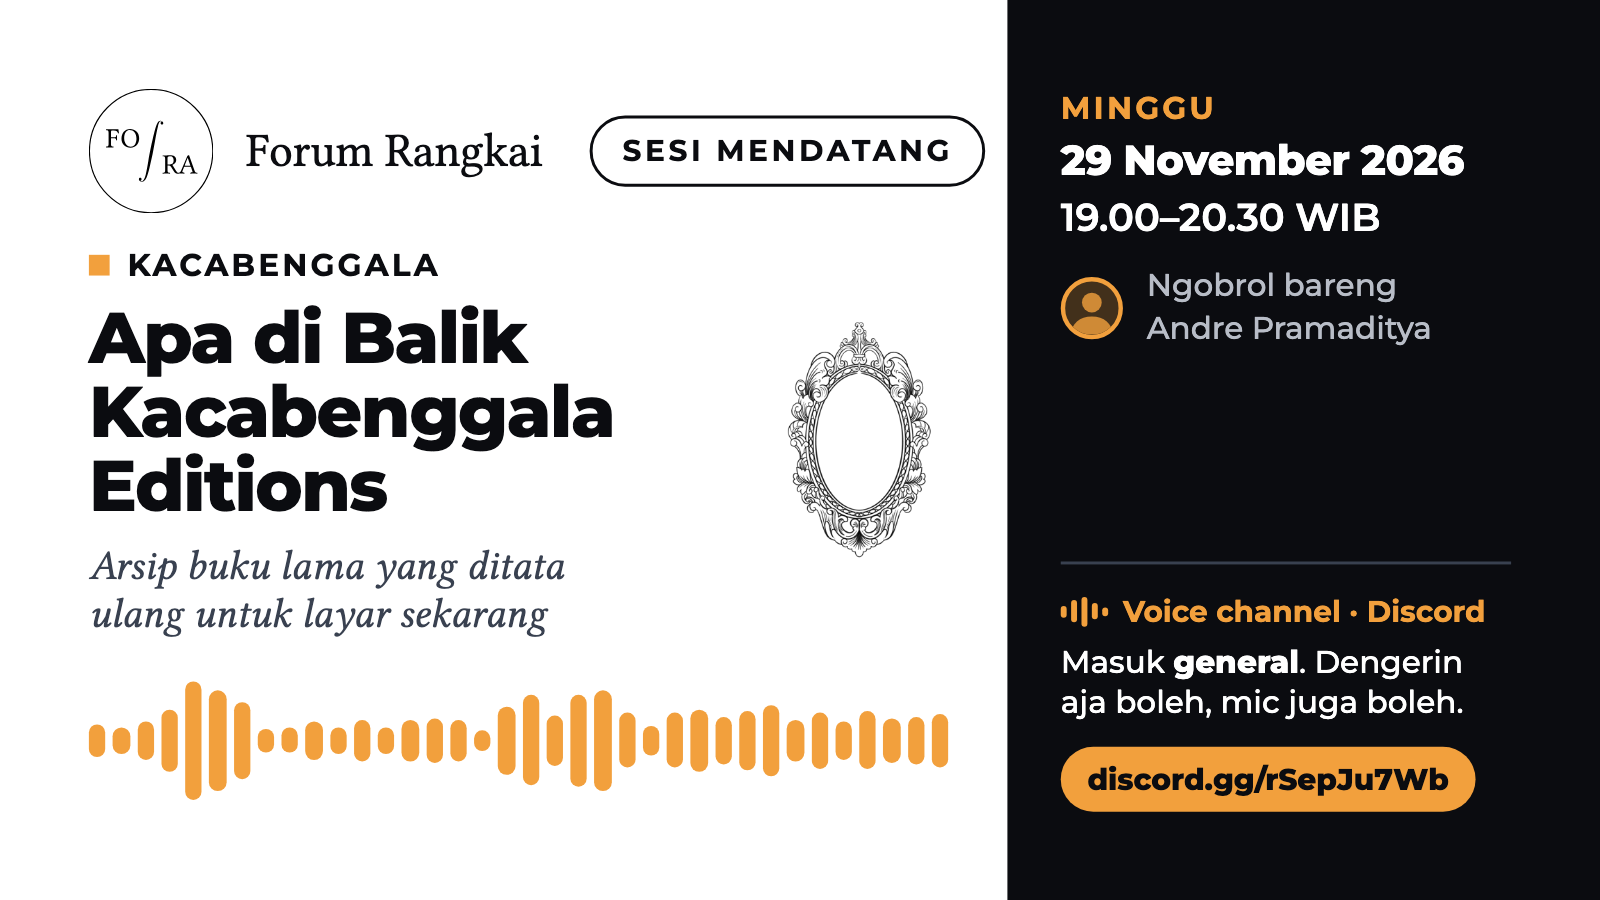 FO RA
Forum Rangkai
SESI MENDATANG
KACABENGGALA
Apa di Balik
Kacabenggala
Editions
Arsip buku lama yang ditata
ulang untuk layar sekarang
MINGGU
29 November 2026
19.00–20.30 WIB
Ngobrol bareng
Andre Pramaditya
Voice channel · Discord
Masuk general. Dengerin
aja boleh, mic juga boleh.
discord.gg/rSepJu7Wb